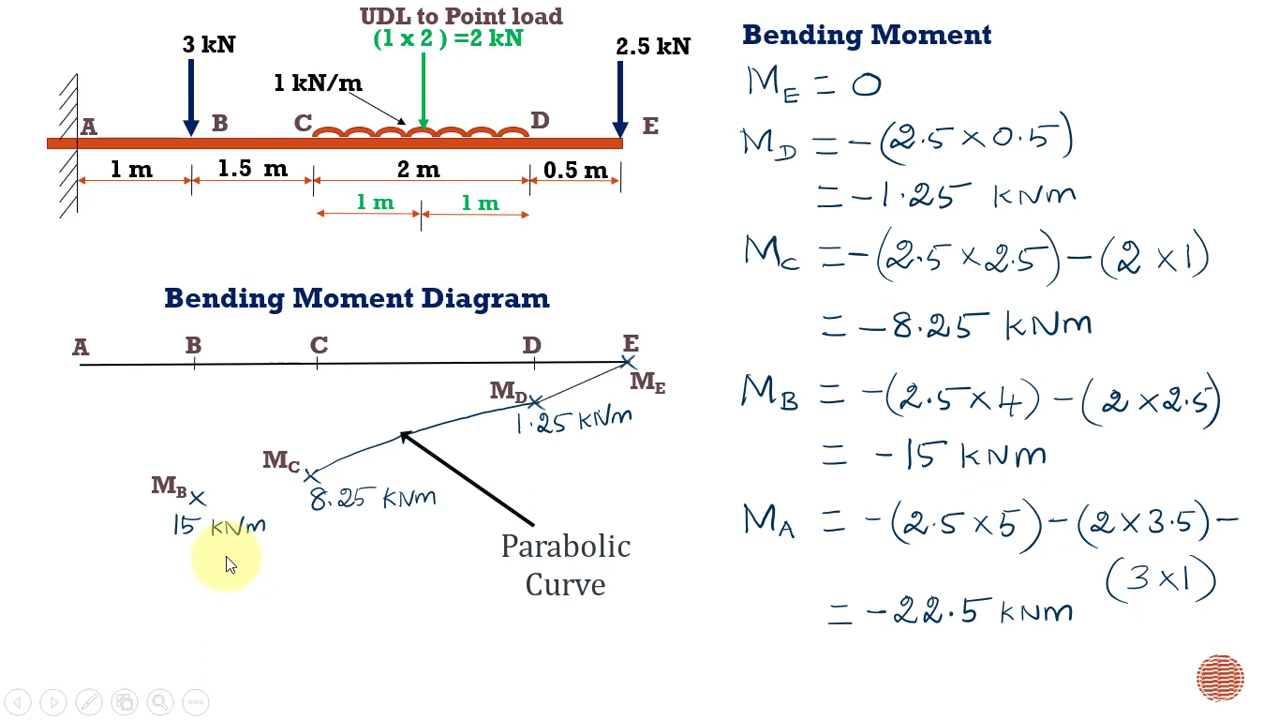 UDL to Point load
(1 x 2 ) =2 kN
3 kN
2.5 kN
1 kN/m
A
B
C
D
E
1 m
1.5 m
2 m
0.5 m
1 m
1 m
Bending Moment Diagram
A
B
C
D
E
M_E
M_D
1.25 KNm
M_C
8.25 KNm
M_B
15 KNm
Parabolic
Curve
Bending Moment
M_E = 0
M_D = -(2.5 × 0.5)
= -1.25 KNm
M_C = -(2.5 × 2.5) - (2 × 1)
= -8.25 KNm
M_B = -(2.5 × 4) - (2 × 2.5)
= -15 KNm
M_A = -(2.5 × 5) - (2 × 3.5) -
(3 × 1)
= -22.5 KNm